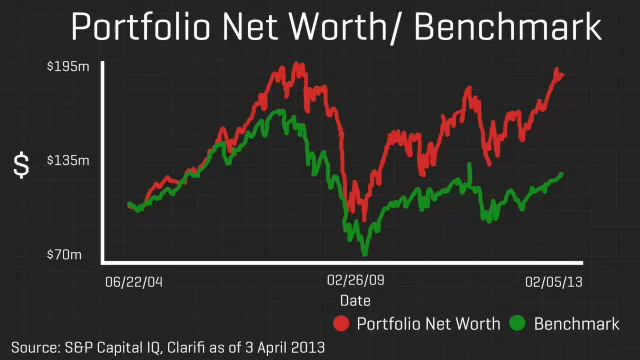 Portfolio Net Worth/ Benchmark
$195m
$135m
$
$70m
06/22/04
02/26/09
02/05/13
Date
Portfolio Net Worth
Benchmark
Source: S&P Capital IQ, Clarifi as of 3 April 2013